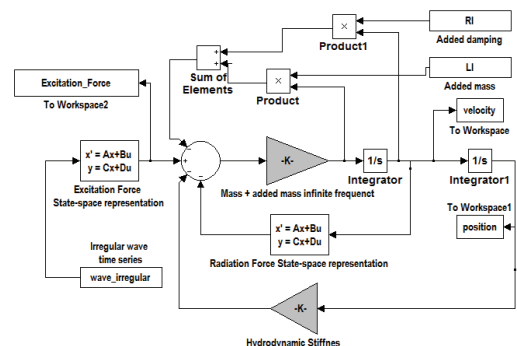 RI
Added damping
Product1
LI
Added mass
Sum of
Elements
Product
Excitation_Force
To Workspace2
velocity
To Workspace
x' = Ax+Bu
y = Cx+Du
Excitation Force
State-space representation
-K-
Mass + added mass infinite frequenct
1/s
Integrator
1/s
Integrator1
To Workspace1
position
x' = Ax+Bu
y = Cx+Du
Radiation Force State-space representation
Irregular wave
time series
wave_irregular
-K-
Hydrodynamic Stiffnes